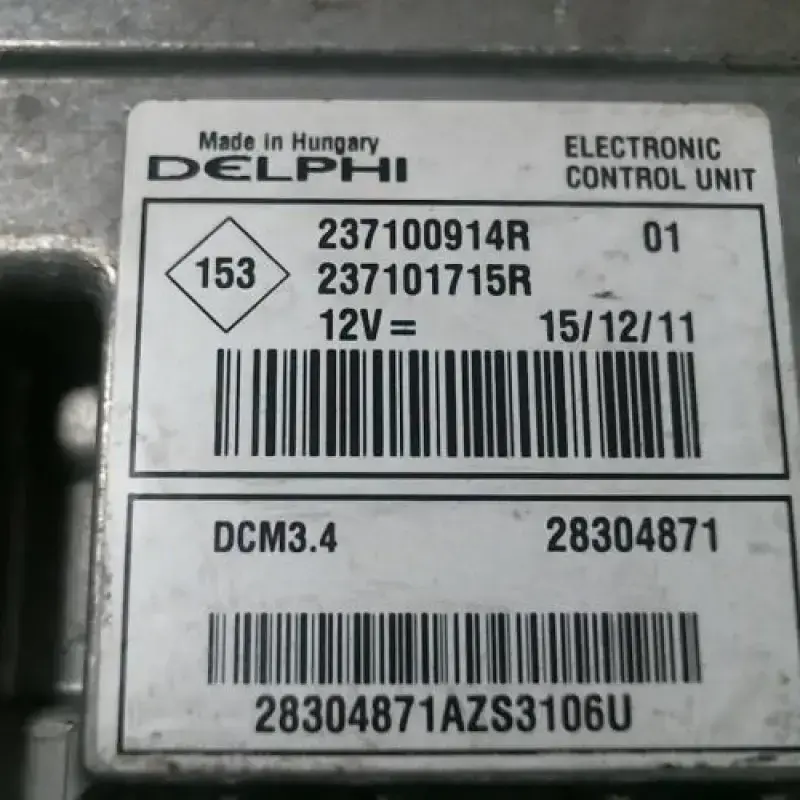 Made in Hungary
DELPHI
ELECTRONIC
CONTROL UNIT
153
237100914R 01
237101715R
12V = 15/12/11
DCM3.4 28304871
28304871AZS3106U